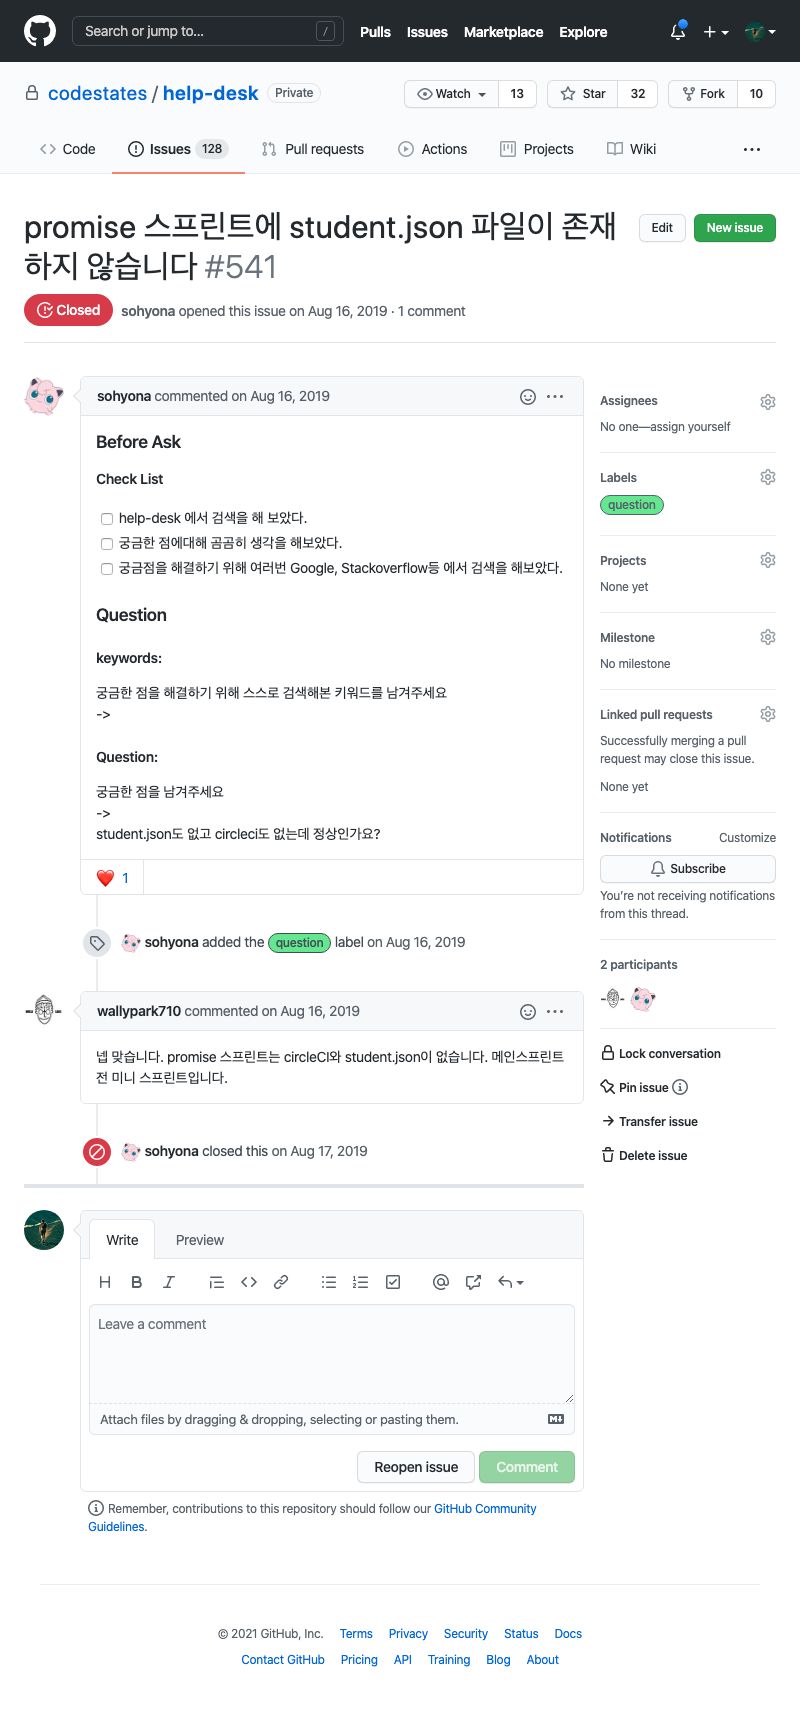 Search or jump to...
/
Pulls
Issues
Marketplace
Explore
codestates / help-desk
Private
Watch
13
Star
32
Fork
10
Code
Issues 128
Pull requests
Actions
Projects
Wiki
promise 스프린트에 student.json 파일이 존재
하지 않습니다 #541
Edit
New issue
Closed
sohyona opened this issue on Aug 16, 2019 · 1 comment
sohyona commented on Aug 16, 2019
Before Ask
Check List
help-desk 에서 검색을 해 보았다.
궁금한 점에대해 곰곰히 생각을 해보았다.
궁금점을 해결하기 위해 여러번 Google, Stackoverflow등 에서 검색을 해보았다.
Question
keywords:
궁금한 점을 해결하기 위해 스스로 검색해본 키워드를 남겨주세요
->
Question:
궁금한 점을 남겨주세요
->
student.json도 없고 circleci도 없는데 정상인가요?
❤️ 1
sohyona added the question label on Aug 16, 2019
wallypark710 commented on Aug 16, 2019
넵 맞습니다. promise 스프린트는 circleCI와 student.json이 없습니다. 메인스프린트
전 미니 스프린트입니다.
sohyona closed this on Aug 17, 2019
Assignees
No one—assign yourself
Labels
question
Projects
None yet
Milestone
No milestone
Linked pull requests
Successfully merging a pull
request may close this issue.
None yet
Notifications
Customize
Subscribe
You're not receiving notifications
from this thread.
2 participants
Lock conversation
Pin issue
Transfer issue
Delete issue
Write
Preview
H B I
Leave a comment
Attach files by dragging & dropping, selecting or pasting them.
Reopen issue
Comment
Remember, contributions to this repository should follow our GitHub Community
Guidelines.
© 2021 GitHub, Inc.
Terms
Privacy
Security
Status
Docs
Contact GitHub
Pricing
API
Training
Blog
About